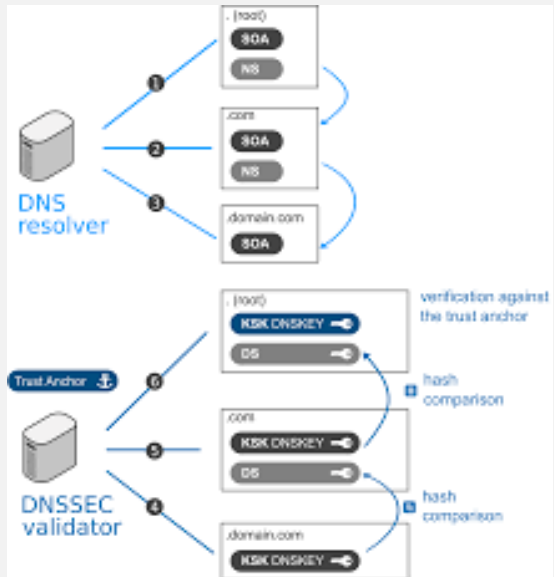 . (root)
SOA
NS
1
.com
2
SOA
NS
DNS
resolver
3
.domain.com
SOA
. (root)
verification against
the trust anchor
KSK DNSKEY
DS
Trust Anchor
6
hash
comparison
.com
KSK DNSKEY
5
DS
DNSSEC
validator
4
hash
comparison
.domain.com
KSK DNSKEY